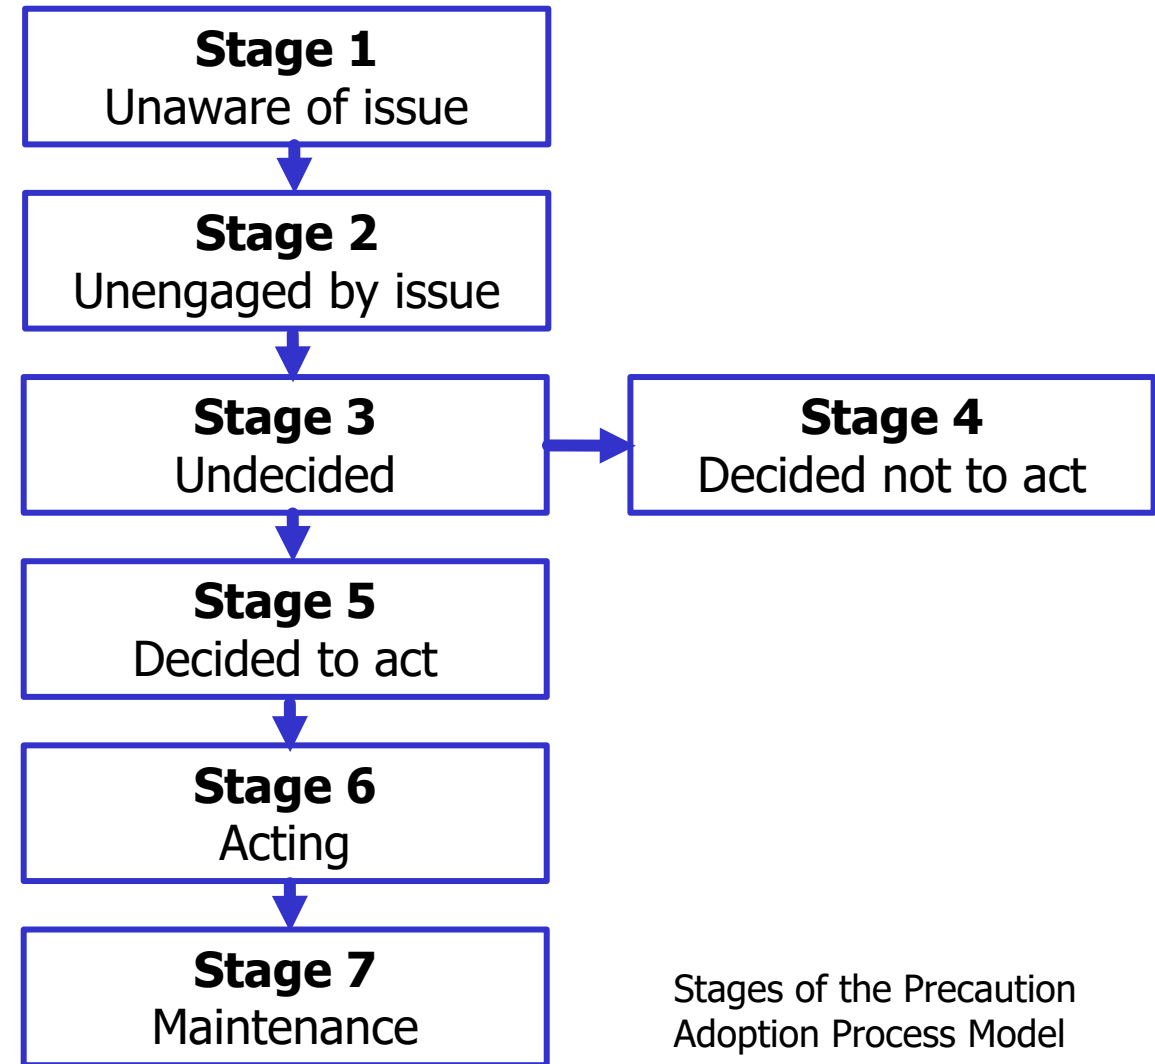 Stage 1
Unaware of issue
Stage 2
Unengaged by issue
Stage 3
Undecided
Stage 4
Decided not to act
Stage 5
Decided to act
Stage 6
Acting
Stage 7
Maintenance
Stages of the Precaution
Adoption Process Model